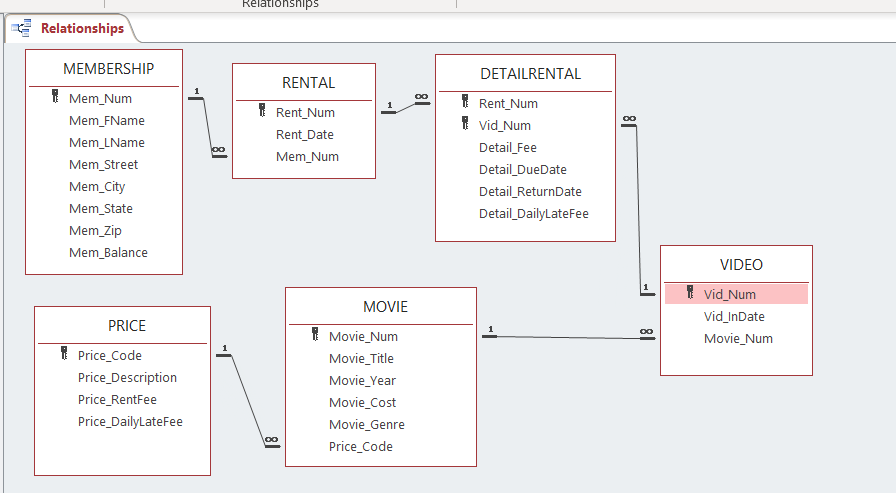 Relationships
Relationships
MEMBERSHIP
Mem_Num
Mem_FName
Mem_LName
Mem_Street
Mem_City
Mem_State
Mem_Zip
Mem_Balance
1
∞
RENTAL
Rent_Num
Rent_Date
Mem_Num
1
∞
DETAILRENTAL
Rent_Num
Vid_Num
Detail_Fee
Detail_DueDate
Detail_ReturnDate
Detail_DailyLateFee
∞
1
VIDEO
Vid_Num
Vid_InDate
Movie_Num
PRICE
Price_Code
Price_Description
Price_RentFee
Price_DailyLateFee
1
∞
MOVIE
Movie_Num
Movie_Title
Movie_Year
Movie_Cost
Movie_Genre
Price_Code
1
∞